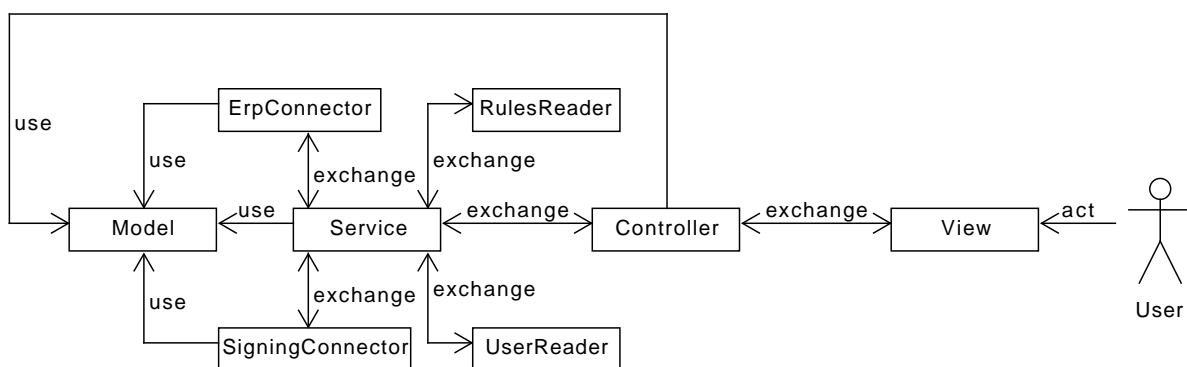 ErpConnector
RulesReader
use
use
exchange
exchange
Model
use
Service
exchange
Controller
exchange
View
act
use
exchange
exchange
User
SigningConnector
UserReader